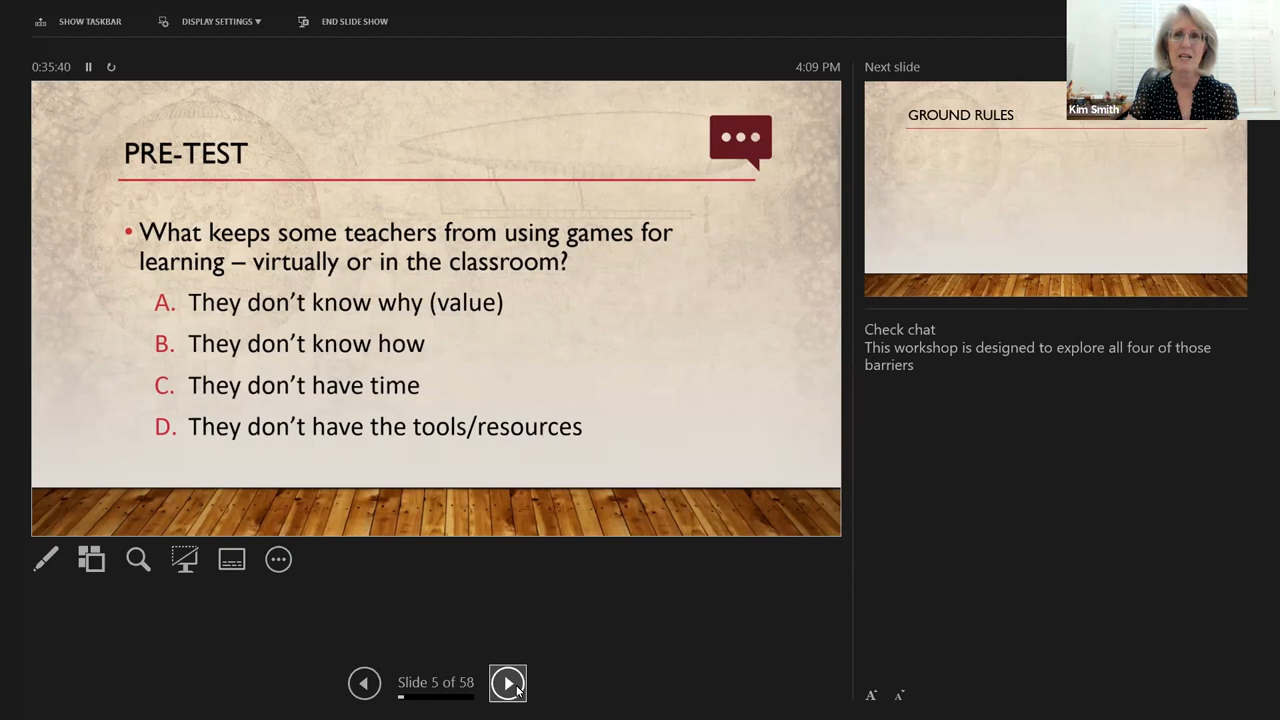 SHOW TASKBAR
DISPLAY SETTINGS ▼
END SLIDE SHOW
0:35:40
4:09 PM
PRE-TEST
• What keeps some teachers from using games for
learning – virtually or in the classroom?
A. They don't know why (value)
B. They don't know how
C. They don't have time
D. They don't have the tools/resources
Slide 5 of 58
Next slide
Kim Smith
GROUND RULES
Check chat
This workshop is designed to explore all four of those
barriers
A
A